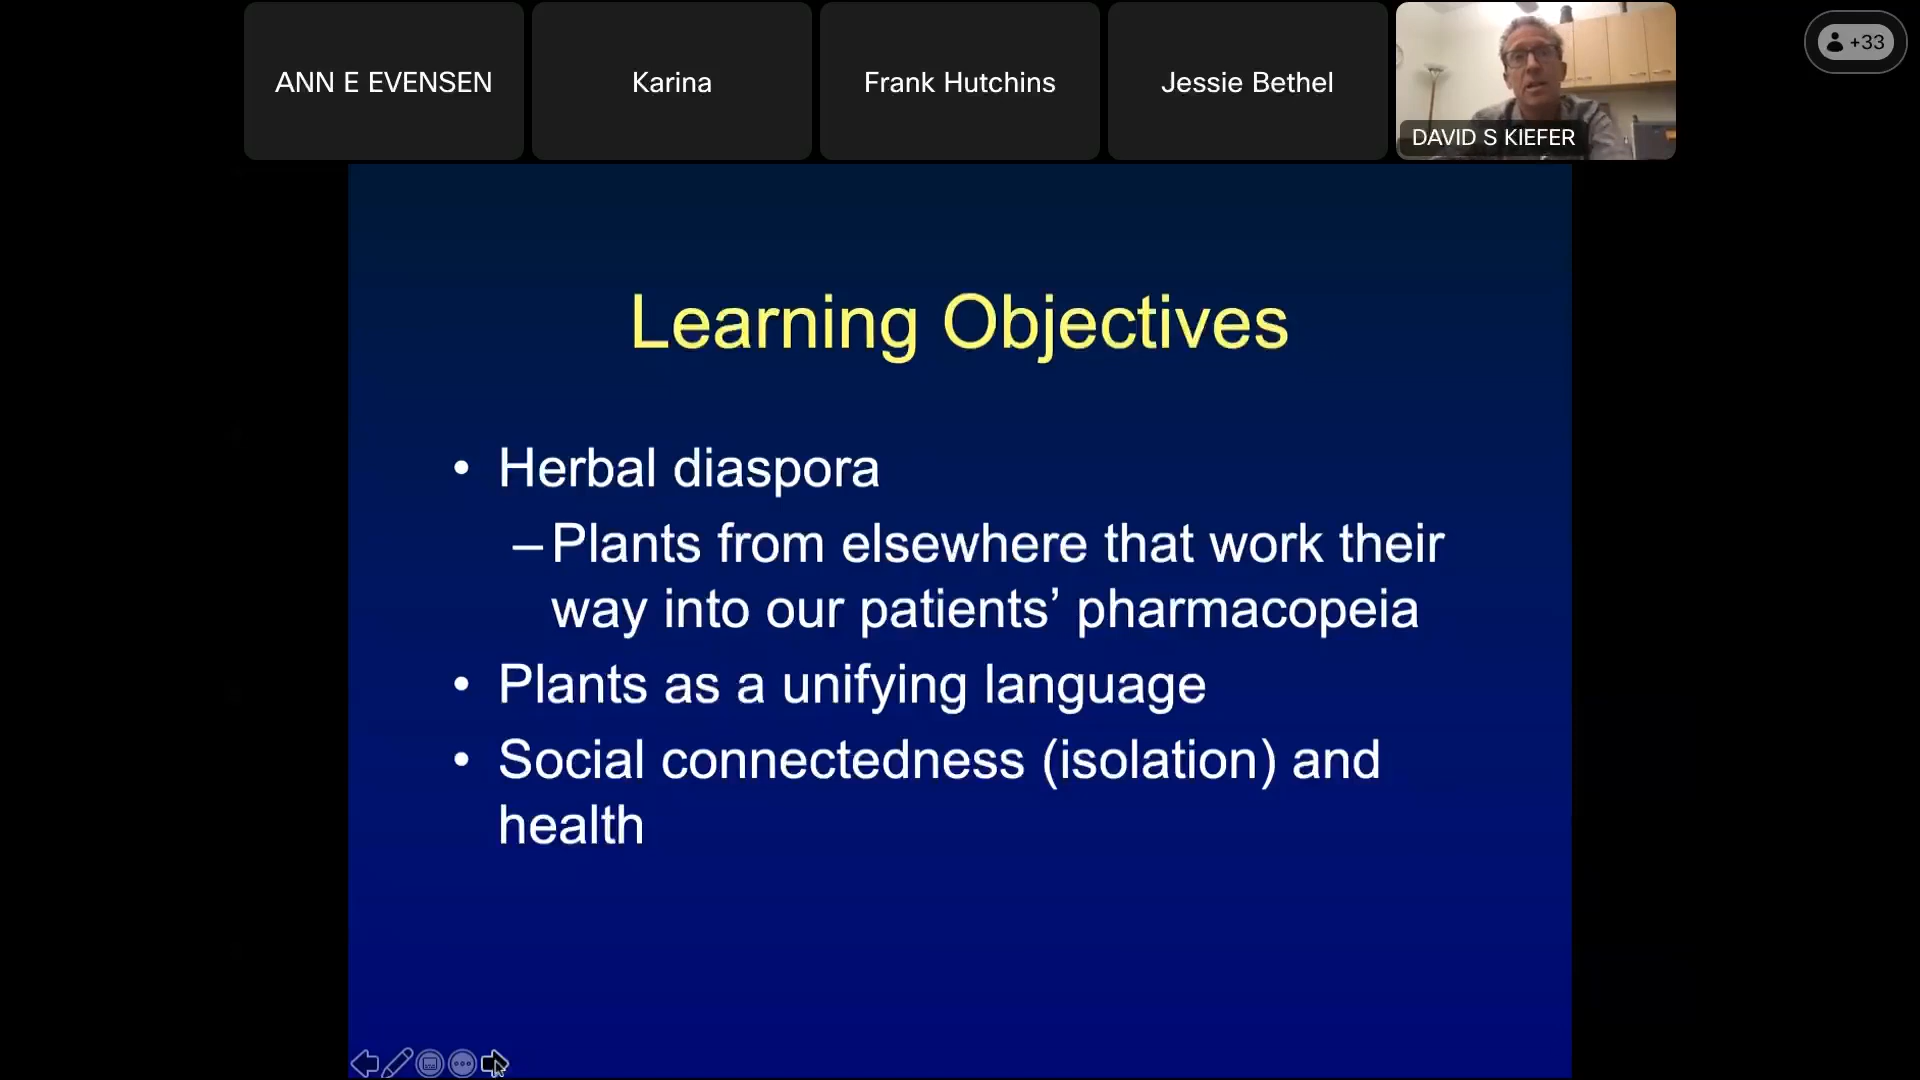 ANN E EVENSEN
Karina
Frank Hutchins
Jessie Bethel
DAVID S KIEFER
+33
Learning Objectives
• Herbal diaspora
– Plants from elsewhere that work their
way into our patients’ pharmacopeia
• Plants as a unifying language
• Social connectedness (isolation) and
health